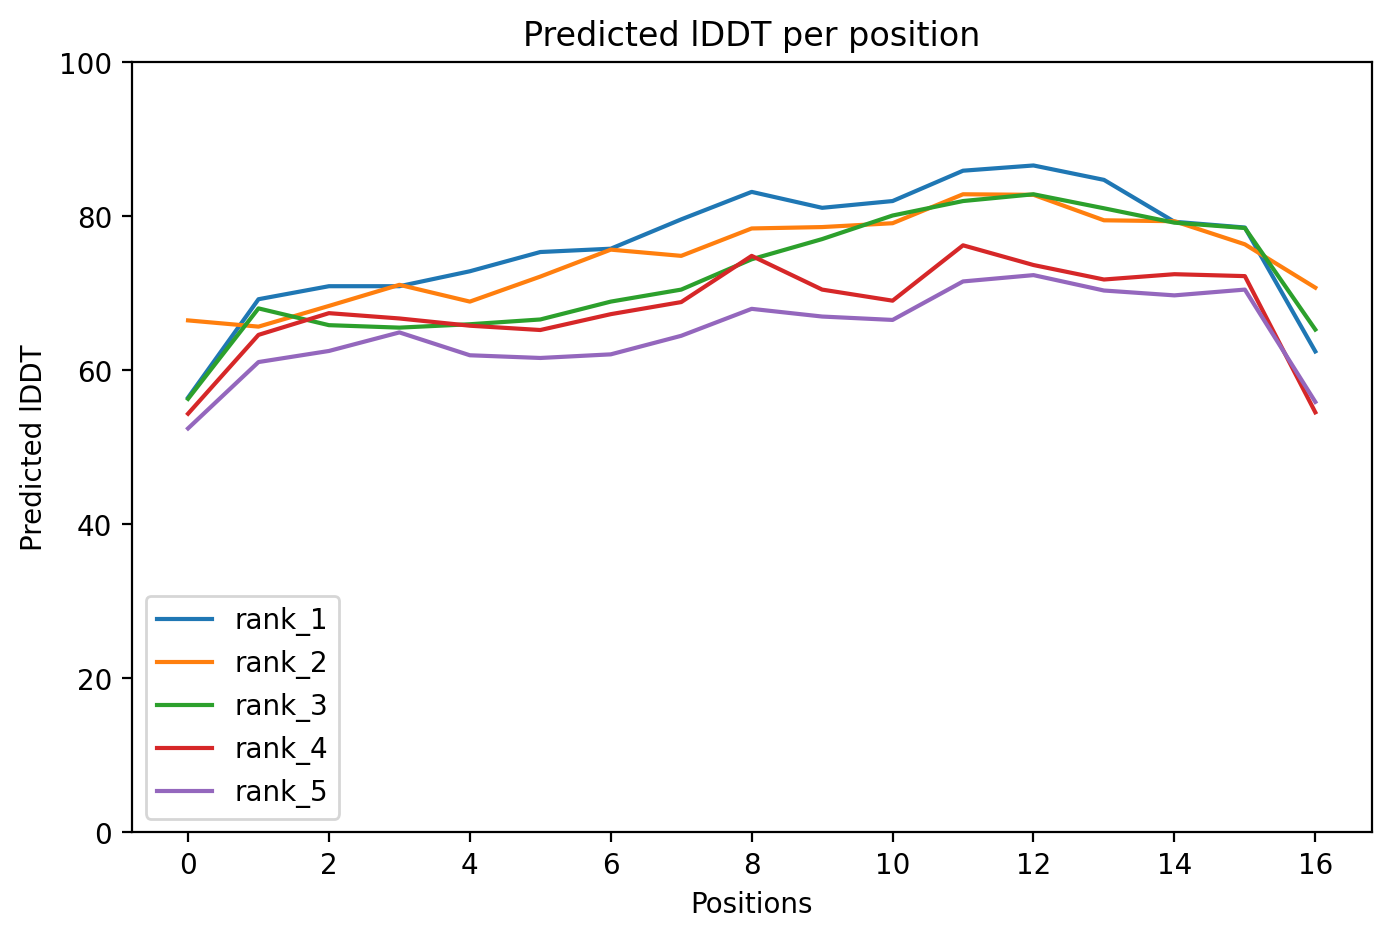 Predicted lDDT per position
100
80
60
40
20
0
Predicted lDDT
rank_1
rank_2
rank_3
rank_4
rank_5
0 2 4 6 8 10 12 14 16
Positions